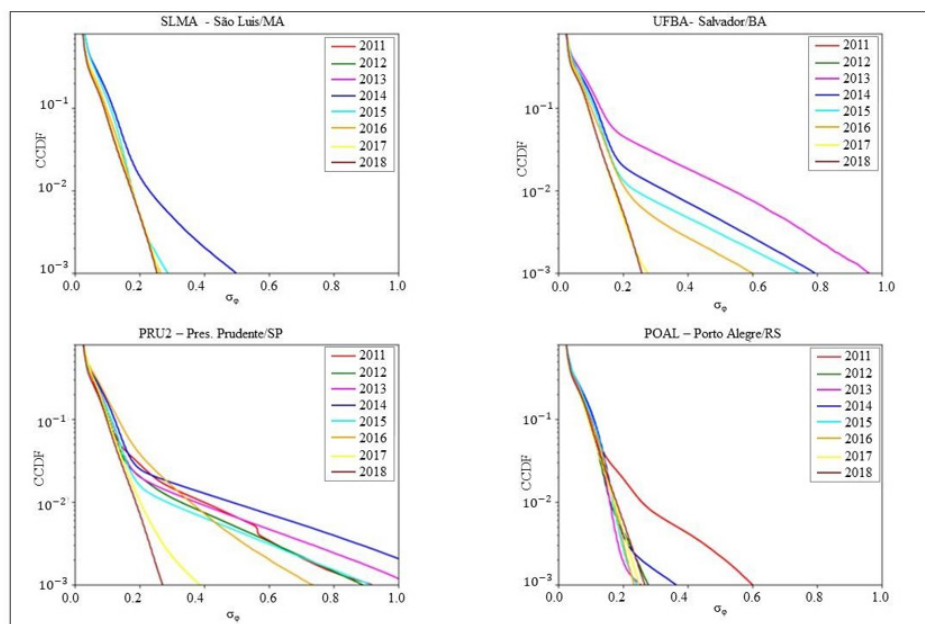 SLMA - São Luis/MA
CCDF
10⁻¹
10⁻²
10⁻³
0.0 0.2 0.4 0.6 0.8 1.0
σφ
2011
2012
2013
2014
2015
2016
2017
2018
UFBA- Salvador/BA
CCDF
10⁻¹
10⁻²
10⁻³
0.0 0.2 0.4 0.6 0.8 1.0
σφ
2011
2012
2013
2014
2015
2016
2017
2018
PRU2 – Pres. Prudente/SP
CCDF
10⁻¹
10⁻²
10⁻³
0.0 0.2 0.4 0.6 0.8 1.0
σφ
2011
2012
2013
2014
2015
2016
2017
2018
POAL – Porto Alegre/RS
CCDF
10⁻¹
10⁻²
10⁻³
0.0 0.2 0.4 0.6 0.8 1.0
σφ
2011
2012
2013
2014
2015
2016
2017
2018